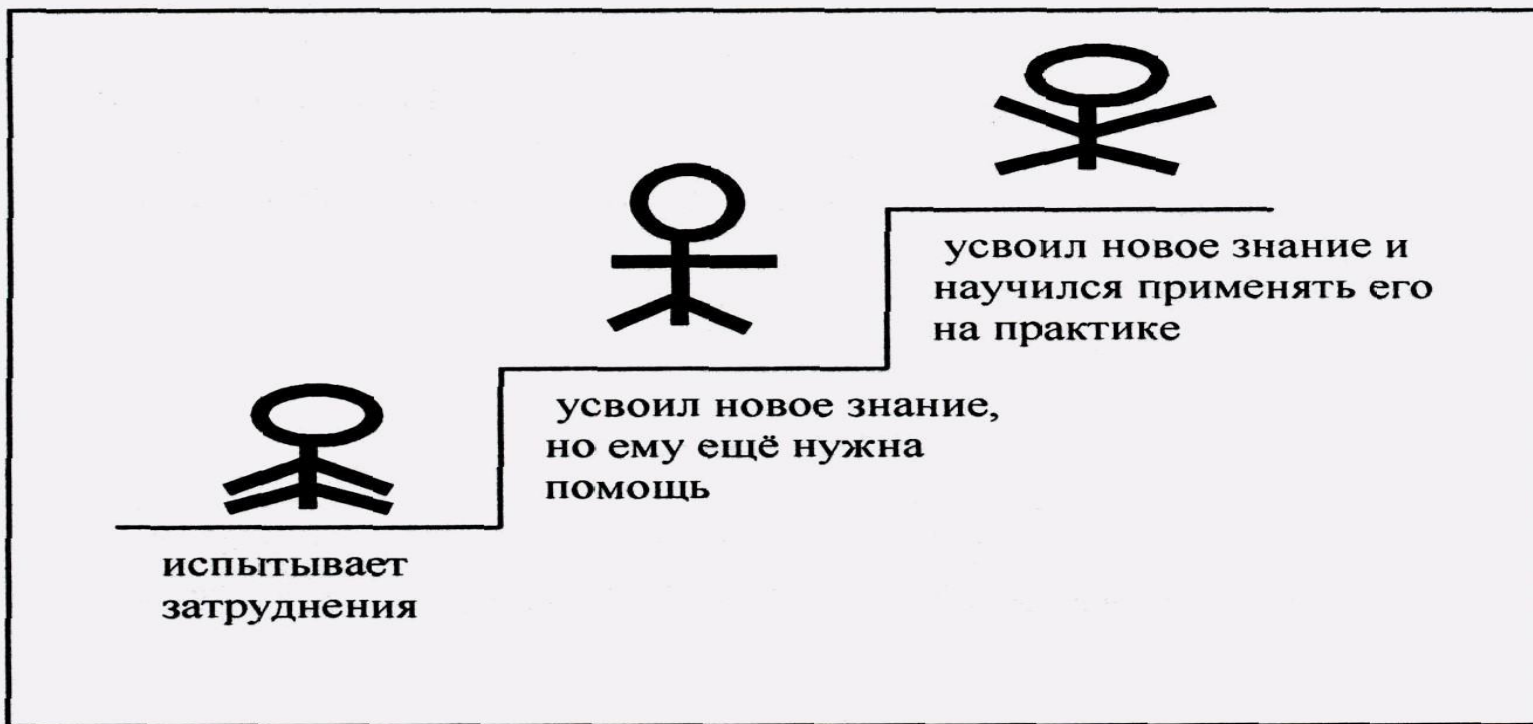 усвоил новое знание и
научился применять его
на практике
усвоил новое знание,
но ему ещё нужна
помощь
испытывает
затруднения